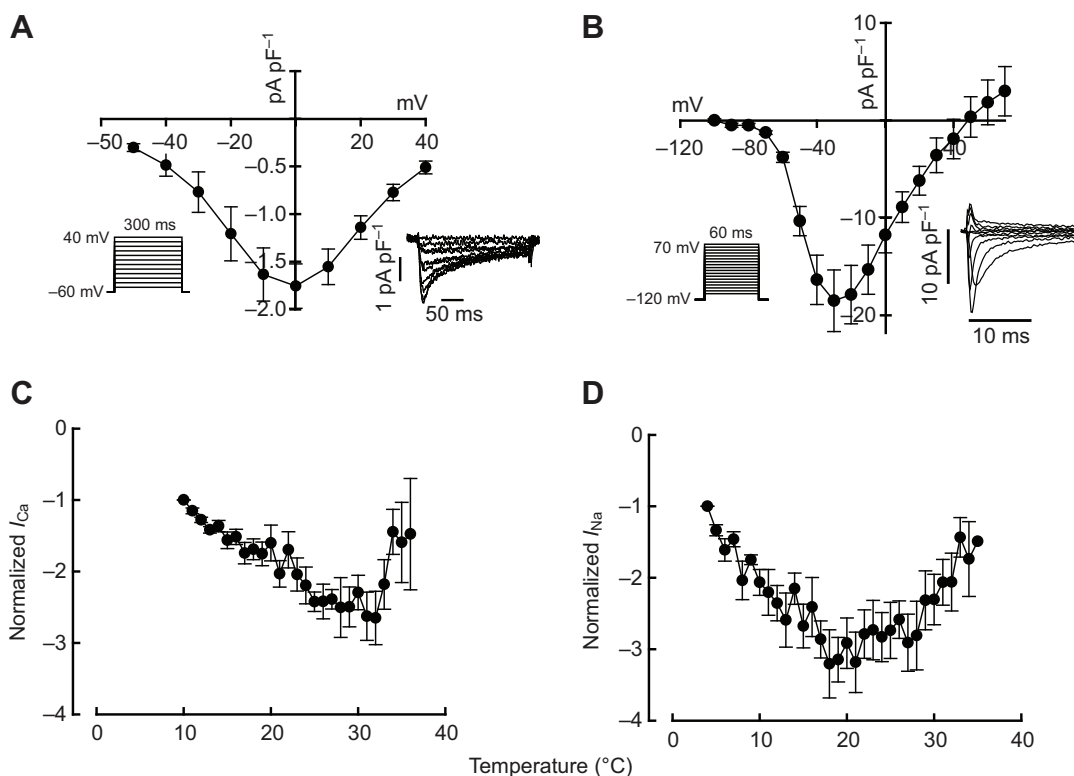 A
pA pF–1
mV
–50 –40 –20 20 40
–0.5
–1.0
–1.5
–2.0
300 ms
40 mV
–60 mV
1 pA pF–1
50 ms
B
10
pA pF–1
mV
–120 –80 –40 40
–10
–20
60 ms
70 mV
–120 mV
10 pA pF–1
10 ms
C
0
–1
–2
–3
–4
Normalized ICa
0 10 20 30 40
D
0
–1
–2
–3
–4
Normalized INa
0 10 20 30 40
Temperature (°C)